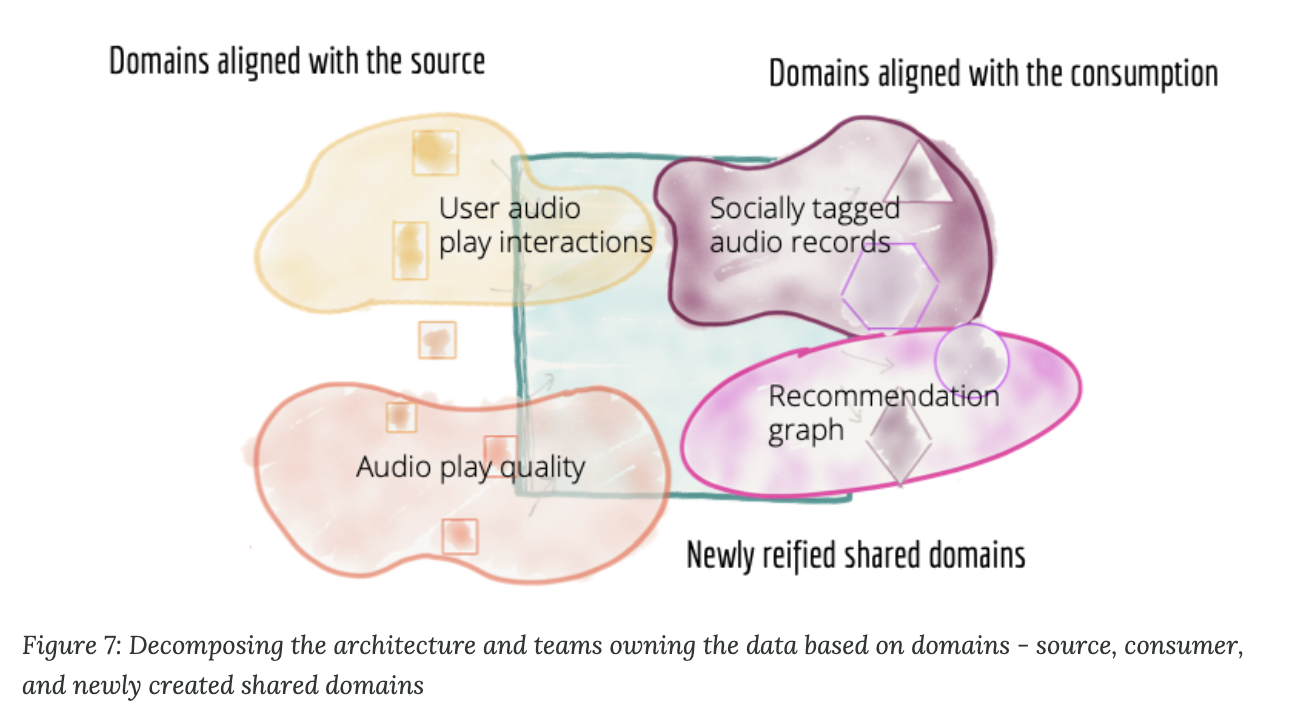 Domains aligned with the source
Domains aligned with the consumption
User audio
play interactions
Socially tagged
audio records
Recommendation
graph
Audio play quality
Newly reified shared domains
Figure 7: Decomposing the architecture and teams owning the data based on domains - source, consumer,
and newly created shared domains